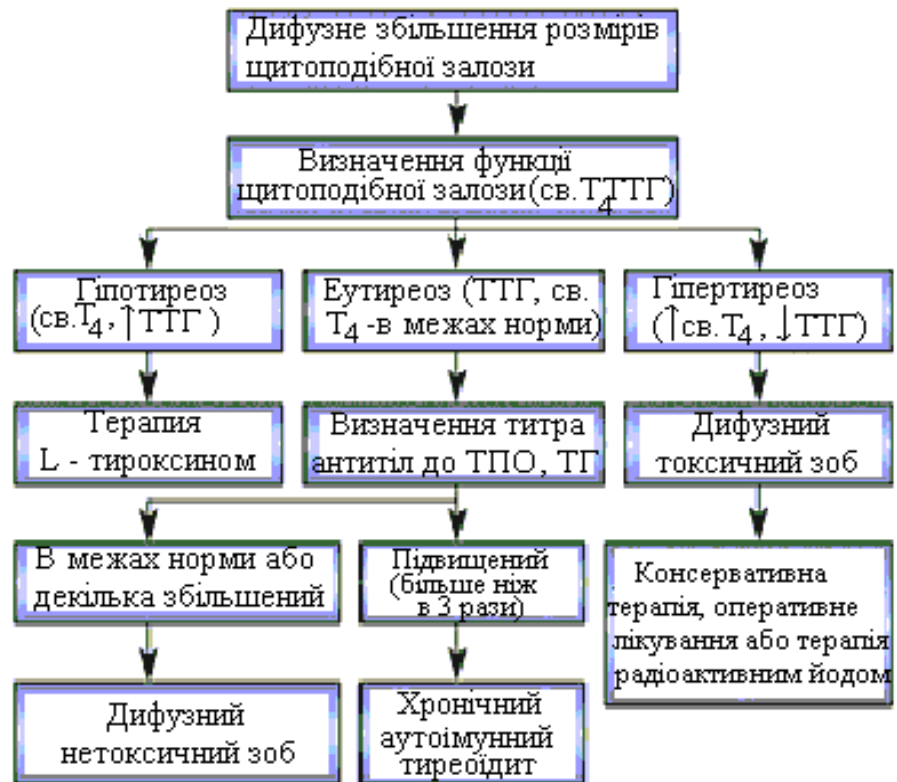 Дифузне збільшення розмірів
щитоподібної залози
Визначення функції
щитоподібної залози(св.Т4ТТГ)
Гіпотиреоз
(св.Т4,↑ТТГ )
Еутиреоз (ТТГ, св.
Т4-в межах норми)
Гіпертиреоз
(↑св.Т4,↓ТТГ)
Терапия
L - тироксином
Визначення титра
антитіл до ТПО, ТГ
Дифузний
токсичний зоб
В межах норми або
декілька збільшений
Підвищений
(більше ніж
в 3 рази)
Консервативна
терапія, оперативне
лікування або терапія
радіоактивним йодом
Дифузний
нетоксичний зоб
Хронічний
аутоімунний
тиреоїдит